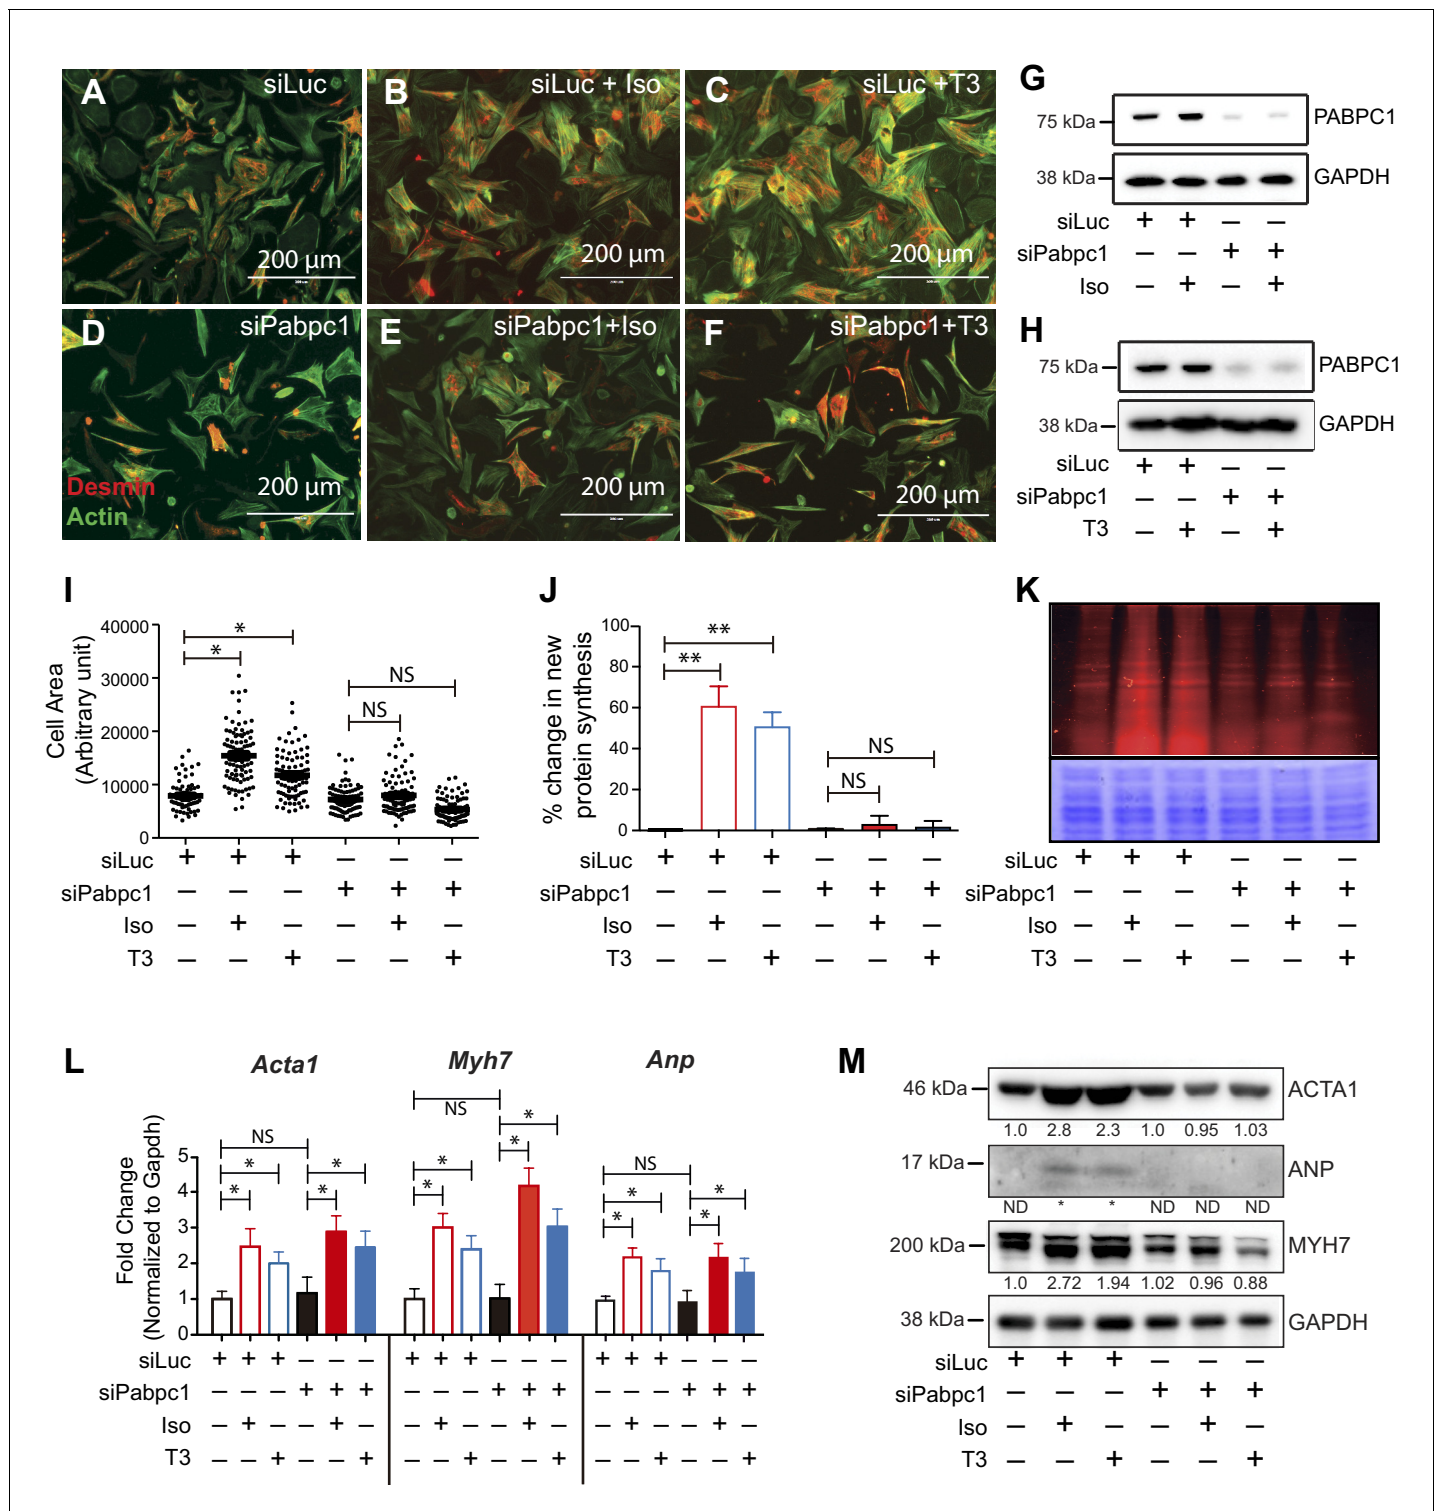 A
siLuc
B
siLuc + Iso
C
siLuc +T3
200 µm
200 µm
200 µm
D
siPabpc1
E
siPabpc1+Iso
F
siPabpc1+T3
Desmin
Actin
200 µm
200 µm
200 µm
G
75 kDa
PABPC1
38 kDa
GAPDH
siLuc + + – –
siPabpc1 – – + +
Iso – + – +
H
75 kDa
PABPC1
38 kDa
GAPDH
siLuc + + – –
siPabpc1 – – + +
T3 – + – +
I
Cell Area
(Arbitrary unit)
40000
30000
20000
10000
0
*
*
NS
NS
siLuc + + + – – –
siPabpc1 – – – + + +
Iso – + – – + –
T3 – – + – – +
J
% change in new
protein synthesis
100
80
60
40
20
0
**
**
NS
NS
siLuc + + + – – –
siPabpc1 – – – + + +
Iso – + – – + –
T3 – – + – – +
K
siLuc + + + – – –
siPabpc1 – – – + + +
Iso – + – – + –
T3 – – + – – +
L
Acta1
Myh7
Anp
Fold Change
(Normalized to Gapdh)
5
4
3
2
1
0
NS
*
*
*
*
NS
*
*
*
*
NS
*
*
*
*
siLuc + + + – – – + + + – – – + + + – – –
siPabpc1 – – – + + + – – – + + + – – – + + +
Iso – + – – + – – + – – + – – + – – + –
T3 – – + – – + – – + – – + – – + – – +
M
46 kDa
ACTA1
1.0 2.8 2.3 1.0 0.95 1.03
17 kDa
ANP
ND * * ND ND ND
200 kDa
MYH7
1.0 2.72 1.94 1.02 0.96 0.88
38 kDa
GAPDH
siLuc + + + – – –
siPabpc1 – – – + + +
Iso – + – – + –
T3 – – + – – +